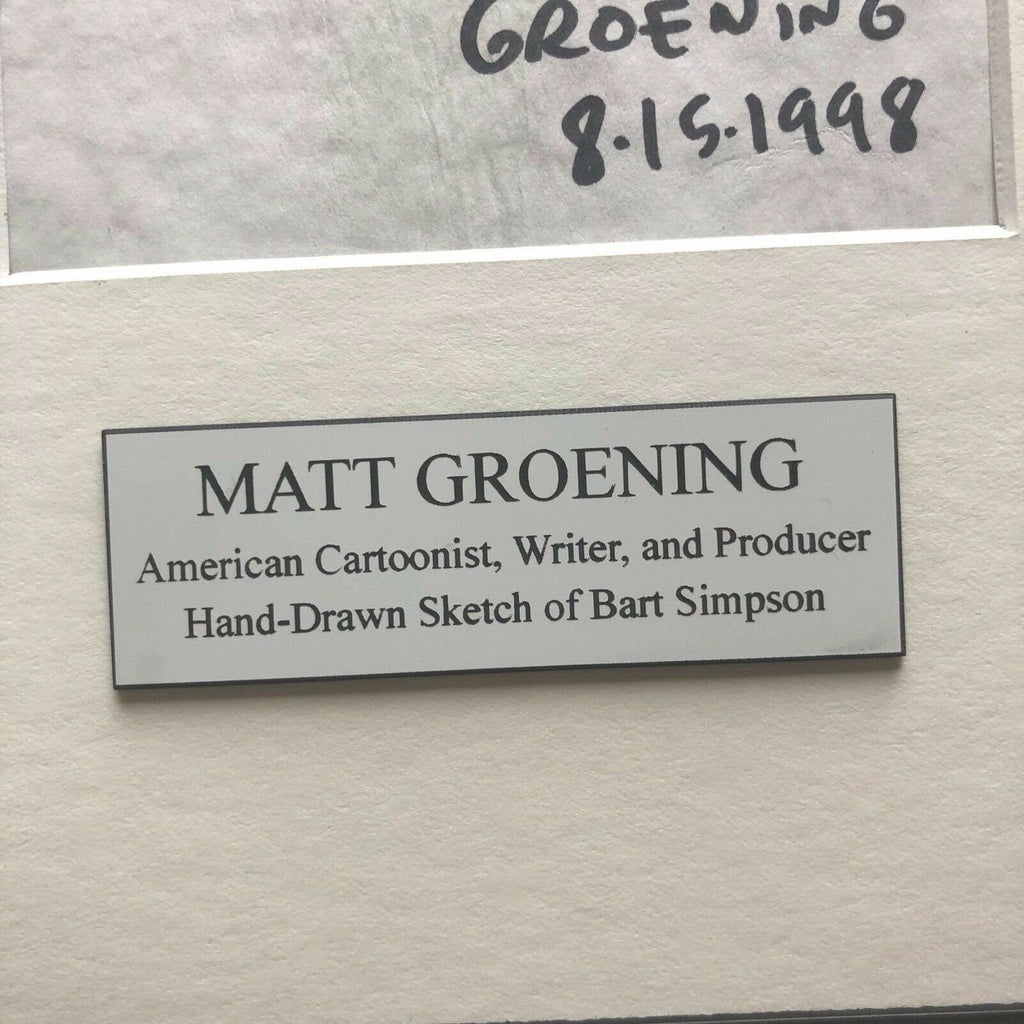 GROENING
8.15.1998
MATT GROENING
American Cartoonist, Writer, and Producer
Hand-Drawn Sketch of Bart Simpson